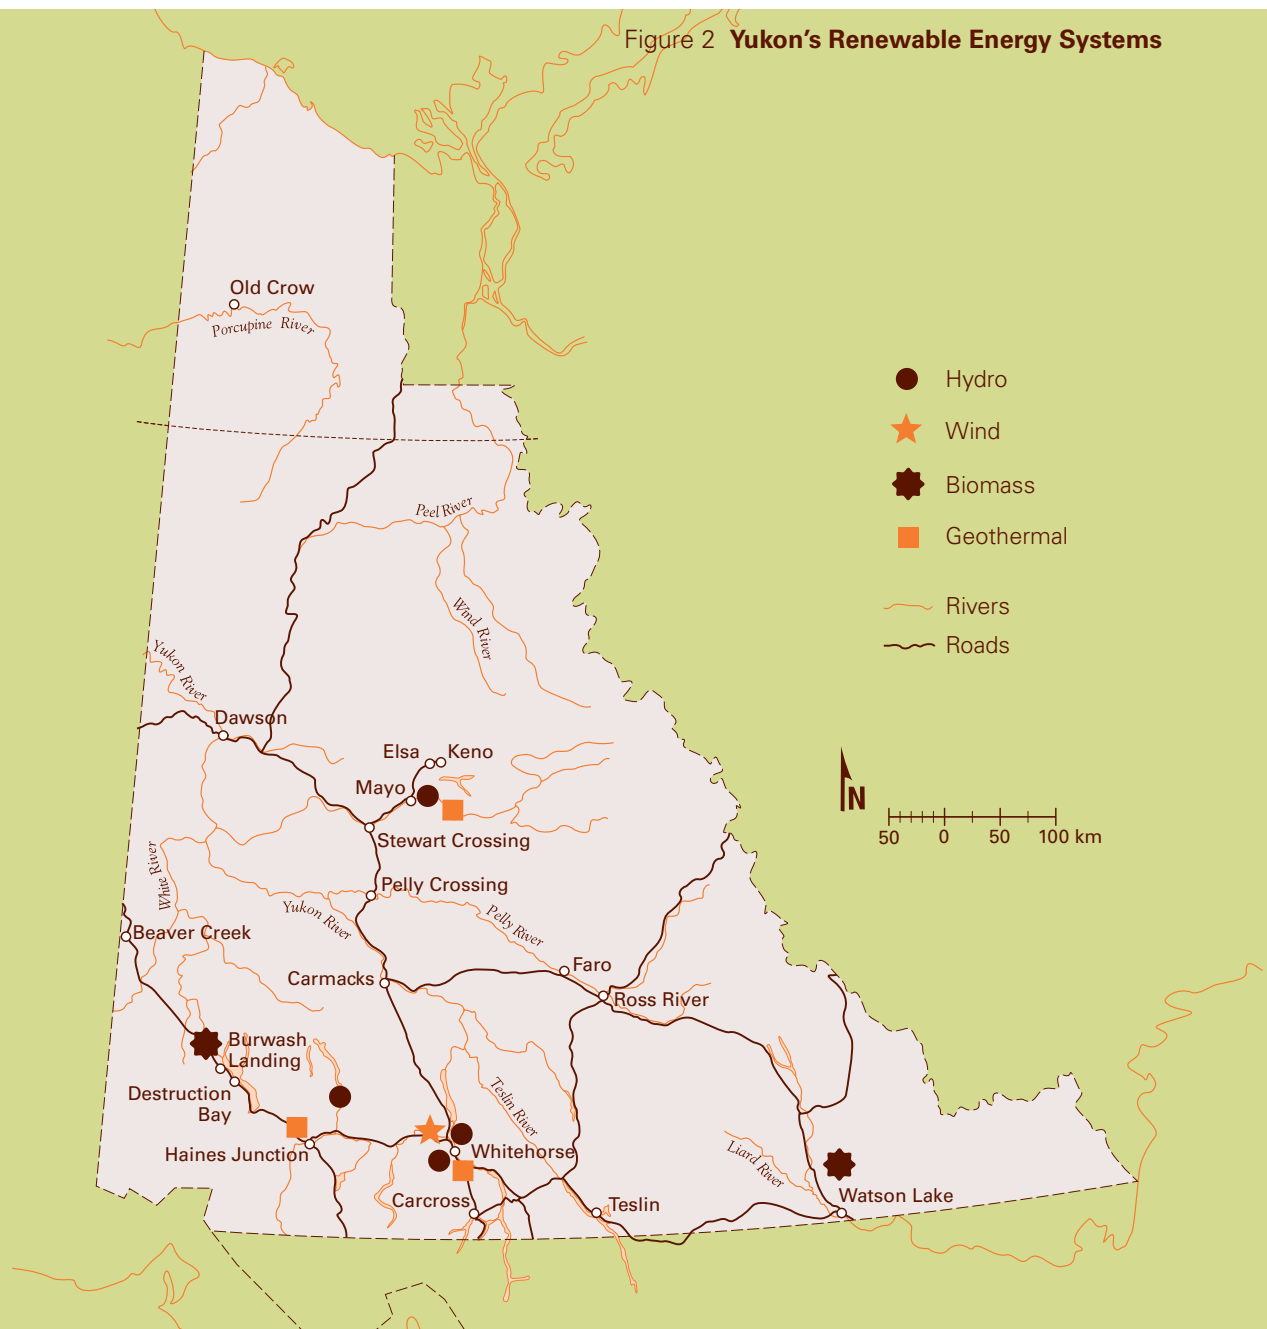 Figure 2 Yukon's Renewable Energy Systems
Old Crow
Porcupine River
Hydro
Wind
Biomass
Geothermal
Peel River
Wind River
Rivers
Roads
Yukon River
Dawson
Elsa
Keno
Mayo
N
50 0 50 100 km
Stewart Crossing
White River
Pelly Crossing
Yukon River
Pelly River
Beaver Creek
Faro
Carmacks
Ross River
Burwash
Landing
Destruction
Bay
Teslin River
Haines Junction
Whitehorse
Liard River
Carcross
Teslin
Watson Lake